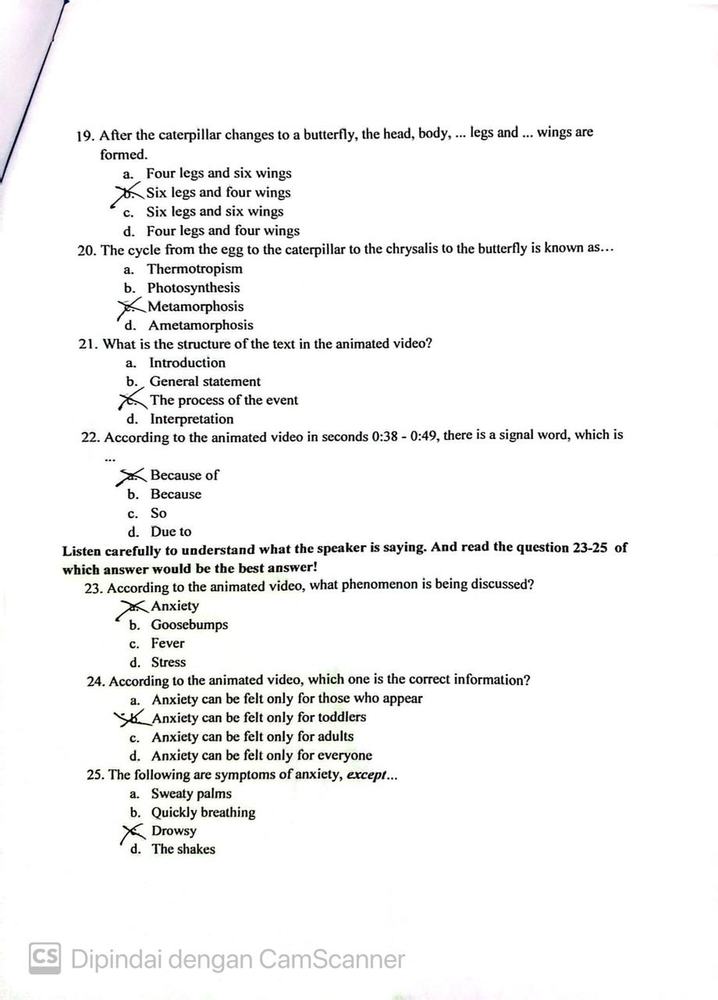 19. After the caterpillar changes to a butterfly, the head, body, ... legs and ... wings are
formed.
a. Four legs and six wings
b. Six legs and four wings
c. Six legs and six wings
d. Four legs and four wings
20. The cycle from the egg to the caterpillar to the chrysalis to the butterfly is known as…
a. Thermotropism
b. Photosynthesis
c. Metamorphosis
d. Ametamorphosis
21. What is the structure of the text in the animated video?
a. Introduction
b. General statement
c. The process of the event
d. Interpretation
22. According to the animated video in seconds 0:38 - 0:49, there is a signal word, which is
...
a. Because of
b. Because
c. So
d. Due to
Listen carefully to understand what the speaker is saying. And read the question 23-25 of
which answer would be the best answer!
23. According to the animated video, what phenomenon is being discussed?
a. Anxiety
b. Goosebumps
c. Fever
d. Stress
24. According to the animated video, which one is the correct information?
a. Anxiety can be felt only for those who appear
b. Anxiety can be felt only for toddlers
c. Anxiety can be felt only for adults
d. Anxiety can be felt only for everyone
25. The following are symptoms of anxiety, except...
a. Sweaty palms
b. Quickly breathing
c. Drowsy
d. The shakes
CS Dipindai dengan CamScanner